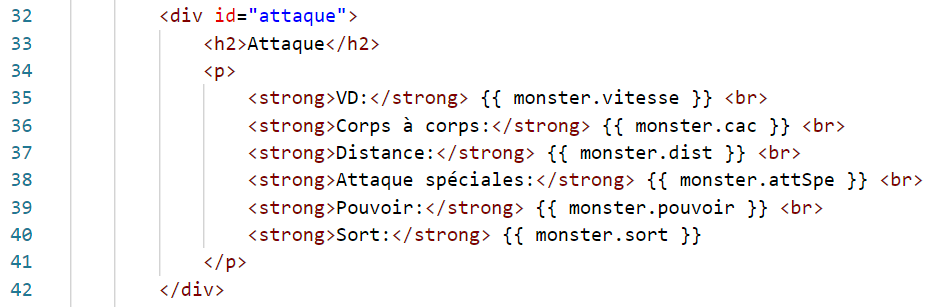 32 <div id="attaque">
33 <h2>Attaque</h2>
34 <p>
35 <strong>VD:</strong> {{ monster.vitesse }} <br>
36 <strong>Corps à corps:</strong> {{ monster.cac }} <br>
37 <strong>Distance:</strong> {{ monster.dist }} <br>
38 <strong>Attaque spéciales:</strong> {{ monster.attSpe }} <br>
39 <strong>Pouvoir:</strong> {{ monster.pouvoir }} <br>
40 <strong>Sort:</strong> {{ monster.sort }}
41 </p>
42 </div>